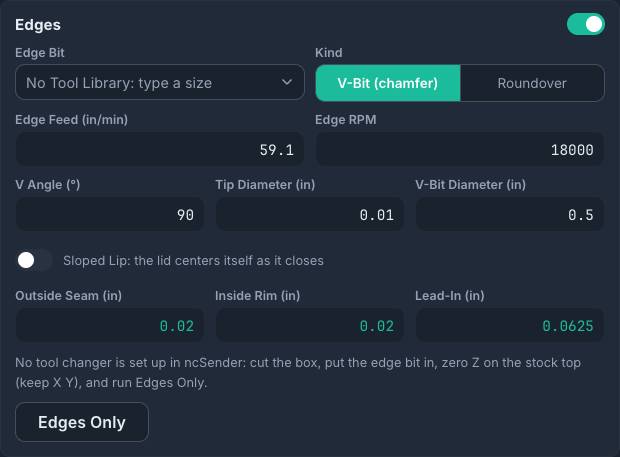 Edges
Edge Bit
Kind
No Tool Library: type a size
V-Bit (chamfer)
Roundover
Edge Feed (in/min)
Edge RPM
59.1
18000
V Angle (°)
Tip Diameter (in)
V-Bit Diameter (in)
90
0.01
0.5
Sloped Lip: the lid centers itself as it closes
Outside Seam (in)
Inside Rim (in)
Lead-In (in)
0.02
0.02
0.0625
No tool changer is set up in ncSender: cut the box, put the edge bit in, zero Z on the stock top
(keep X Y), and run Edges Only.
Edges Only